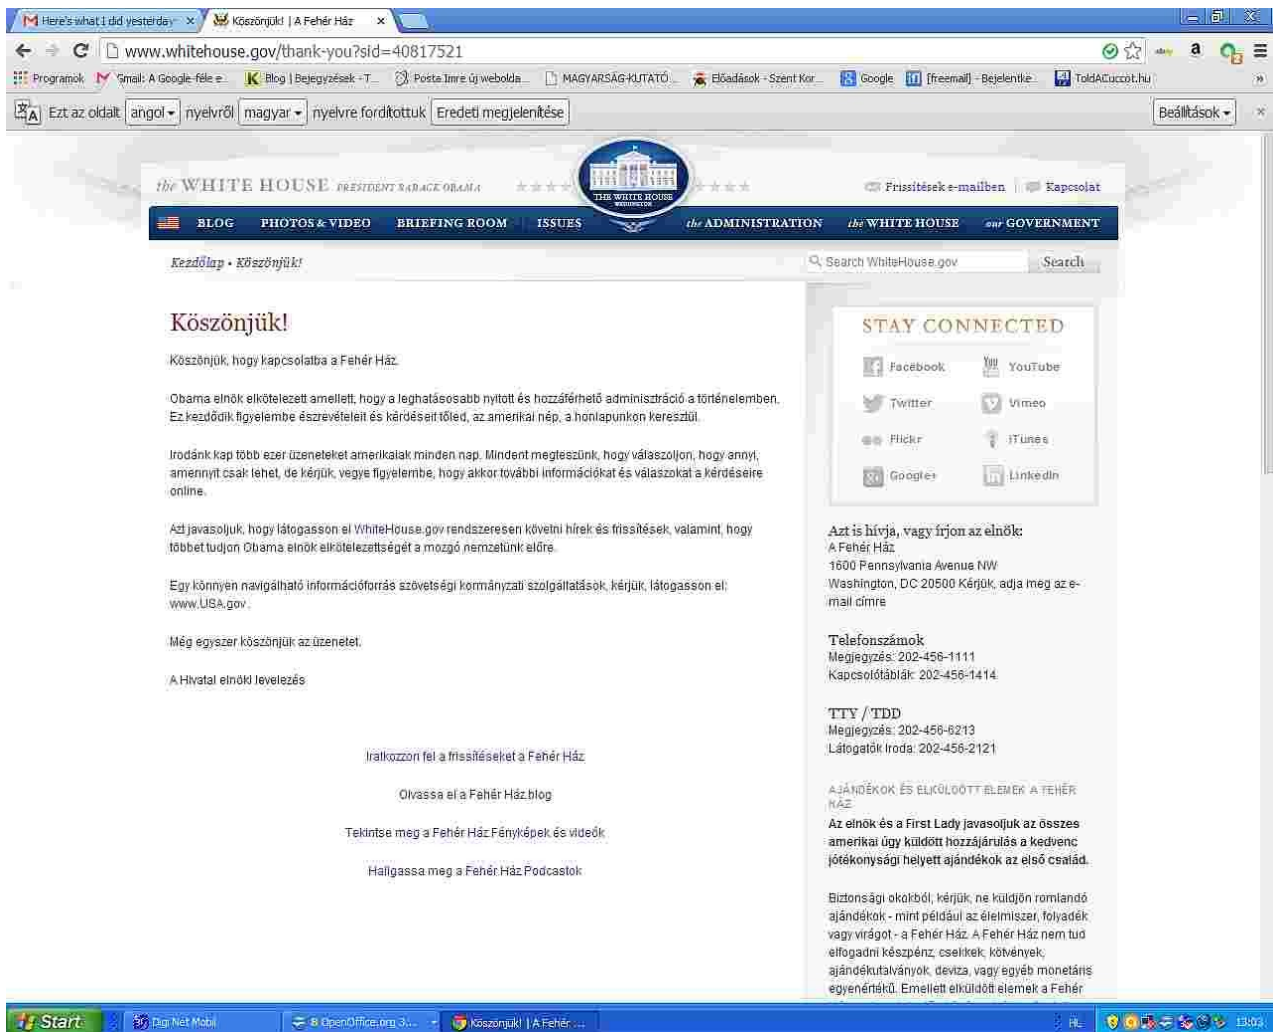 Here's what I did yesterday
Köszönjük! | A Fehér Ház
www.whitehouse.gov/thank-you?sid=40817521
Programok
Gmail: A Google-féle e...
Blog | Bejegyzések - T...
Posta Imre új webolda...
MAGYARSÁG-KUTATÓ...
Előadások - Szent Kor...
Google
[freemail] - Bejelentke...
ToldACuccot.hu
Ezt az oldalt angol nyelvről magyar nyelvre fordítottuk Eredeti megjelenítése Beállítások
the WHITE HOUSE PRESIDENT BARACK OBAMA
THE WHITE HOUSE
WASHINGTON
Frissítések e-mailben Kapcsolat
BLOG PHOTOS & VIDEO BRIEFING ROOM ISSUES the ADMINISTRATION the WHITE HOUSE our GOVERNMENT
Kezdőlap • Köszönjük!
Search WhiteHouse.gov Search
Köszönjük!
Köszönjük, hogy kapcsolatba a Fehér Ház.
Obama elnök elkötelezett amellett, hogy a leghatásosabb nyitott és hozzáférhető adminisztráció a történelemben.
Ez kezdődik figyelembe észrevételeit és kérdéseit tőled, az amerikai nép, a honlapunkon keresztül.
Irodánk kap több ezer üzeneteket amerikaiak minden nap. Mindent megteszünk, hogy válaszoljon, hogy annyi,
amennyit csak lehet, de kérjük, vegye figyelembe, hogy akkor további információkat és válaszokat a kérdéseire
online.
Azt javasoljuk, hogy látogasson el WhiteHouse.gov rendszeresen követni hírek és frissítések, valamint, hogy
többet tudjon Obama elnök elkötelezettségét a mozgó nemzetünk előre.
Egy könnyen navigálható információforrás szövetségi kormányzati szolgáltatások, kérjük, látogasson el:
www.USA.gov.
Még egyszer köszönjük az üzenetet.
A Hivatal elnöki levelezés
Iratkozzon fel a frissítéseket a Fehér Ház
Olvassa el a Fehér Ház blog
Tekintse meg a Fehér Ház Fényképek és videók
Hallgassa meg a Fehér Ház Podcastok
STAY CONNECTED
Facebook YouTube
Twitter Vimeo
Flickr iTunes
Google+ LinkedIn
Azt is hívja, vagy írjon az elnök:
A Fehér Ház
1600 Pennsylvania Avenue NW
Washington, DC 20500 Kérjük, adja meg az e-
mail címre
Telefonszámok
Megjegyzés: 202-456-1111
Kapcsolótáblák: 202-456-1414
TTY / TDD
Megjegyzés: 202-456-6213
Látogatók Iroda: 202-456-2121
AJÁNDÉKOK ÉS ELKÜLDÖTT ELEMEK A FEHÉR
HÁZ
Az elnök és a First Lady javasoljuk az összes
amerikai úgy küldött hozzájárulás a kedvenc
jótékonysági helyett ajándékok az első család.
Biztonsági okokból, kérjük, ne küldjön romlandó
ajándékok - mint például az élelmiszer, folyadék
vagy virágot - a Fehér Ház. A Fehér Ház nem tud
elfogadni készpénz, csekkek, kötvények,
ajándékutalványok, deviza, vagy egyéb monetáris
egyenértékű. Emellett elküldött elemek a Fehér
Start
Digi Net Mobil
8 OpenOffice.org 3...
Köszönjük! | A Fehér ...
HU
13:03